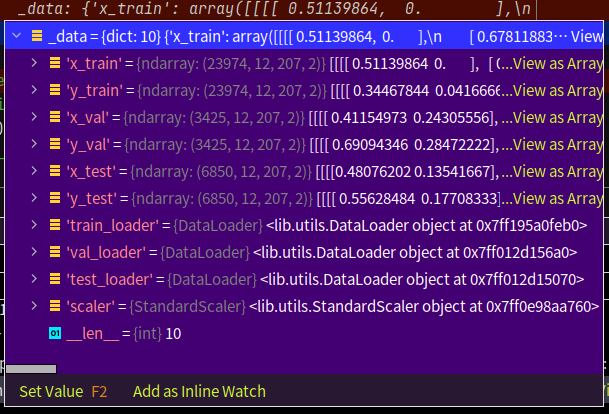 _data: {'x_train': array([[[[ 0.51139864, 0. ],\n
_data = {dict: 10} {'x_train': array([[[[ 0.51139864, 0. ],\n [ 0.67811883… View
'x_train' = {ndarray: (23974, 12, 207, 2)} [[[[ 0.51139864 0. ], [ 0 ...View as Array
'y_train' = {ndarray: (23974, 12, 207, 2)} [[[[ 0.34467844 0.0416666 ...View as Array
'x_val' = {ndarray: (3425, 12, 207, 2)} [[[[ 0.41154973 0.24305556], ...View as Array
'y_val' = {ndarray: (3425, 12, 207, 2)} [[[[ 0.69094346 0.28472222], ...View as Array
'x_test' = {ndarray: (6850, 12, 207, 2)} [[[[0.48076202 0.13541667], ...View as Array
'y_test' = {ndarray: (6850, 12, 207, 2)} [[[[ 0.55628484 0.17708333] ...View as Array
'train_loader' = {DataLoader} <lib.utils.DataLoader object at 0x7ff195a0feb0>
'val_loader' = {DataLoader} <lib.utils.DataLoader object at 0x7ff012d156a0>
'test_loader' = {DataLoader} <lib.utils.DataLoader object at 0x7ff012d15070>
'scaler' = {StandardScaler} <lib.utils.StandardScaler object at 0x7ff0e98aa760>
01 __len__ = {int} 10
Set Value F2 Add as Inline Watch